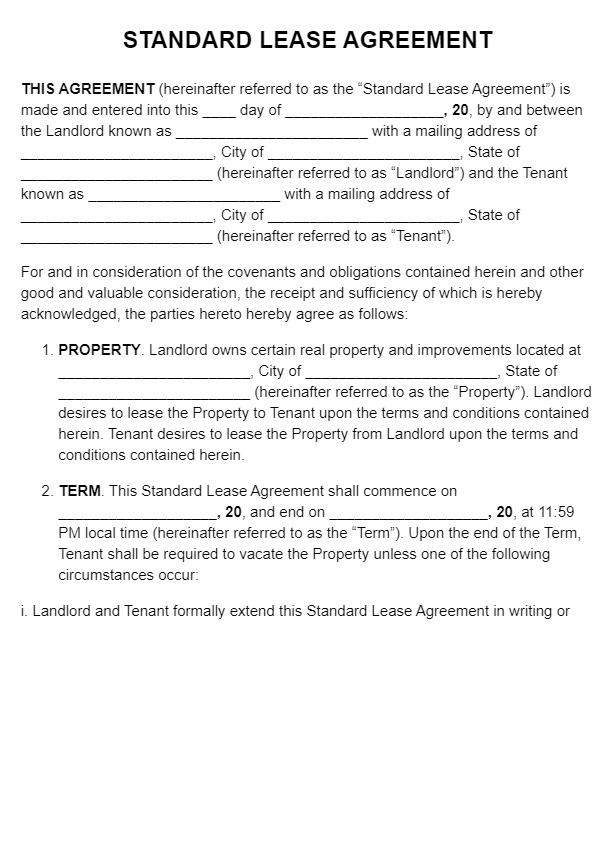 STANDARD LEASE AGREEMENT
THIS AGREEMENT (hereinafter referred to as the “Standard Lease Agreement”) is
made and entered into this ____ day of ___________________, 20, by and between
the Landlord known as _______________________ with a mailing address of
_______________________, City of _______________________, State of
_______________________ (hereinafter referred to as “Landlord”) and the Tenant
known as _______________________ with a mailing address of
_______________________, City of _______________________, State of
_______________________ (hereinafter referred to as “Tenant”).
For and in consideration of the covenants and obligations contained herein and other
good and valuable consideration, the receipt and sufficiency of which is hereby
acknowledged, the parties hereto hereby agree as follows:
1. PROPERTY. Landlord owns certain real property and improvements located at
_______________________, City of _______________________, State of
_______________________ (hereinafter referred to as the “Property”). Landlord
desires to lease the Property to Tenant upon the terms and conditions contained
herein. Tenant desires to lease the Property from Landlord upon the terms and
conditions contained herein.
2. TERM. This Standard Lease Agreement shall commence on
___________________, 20, and end on ___________________, 20, at 11:59
PM local time (hereinafter referred to as the “Term”). Upon the end of the Term,
Tenant shall be required to vacate the Property unless one of the following
circumstances occur:
i. Landlord and Tenant formally extend this Standard Lease Agreement in writing or